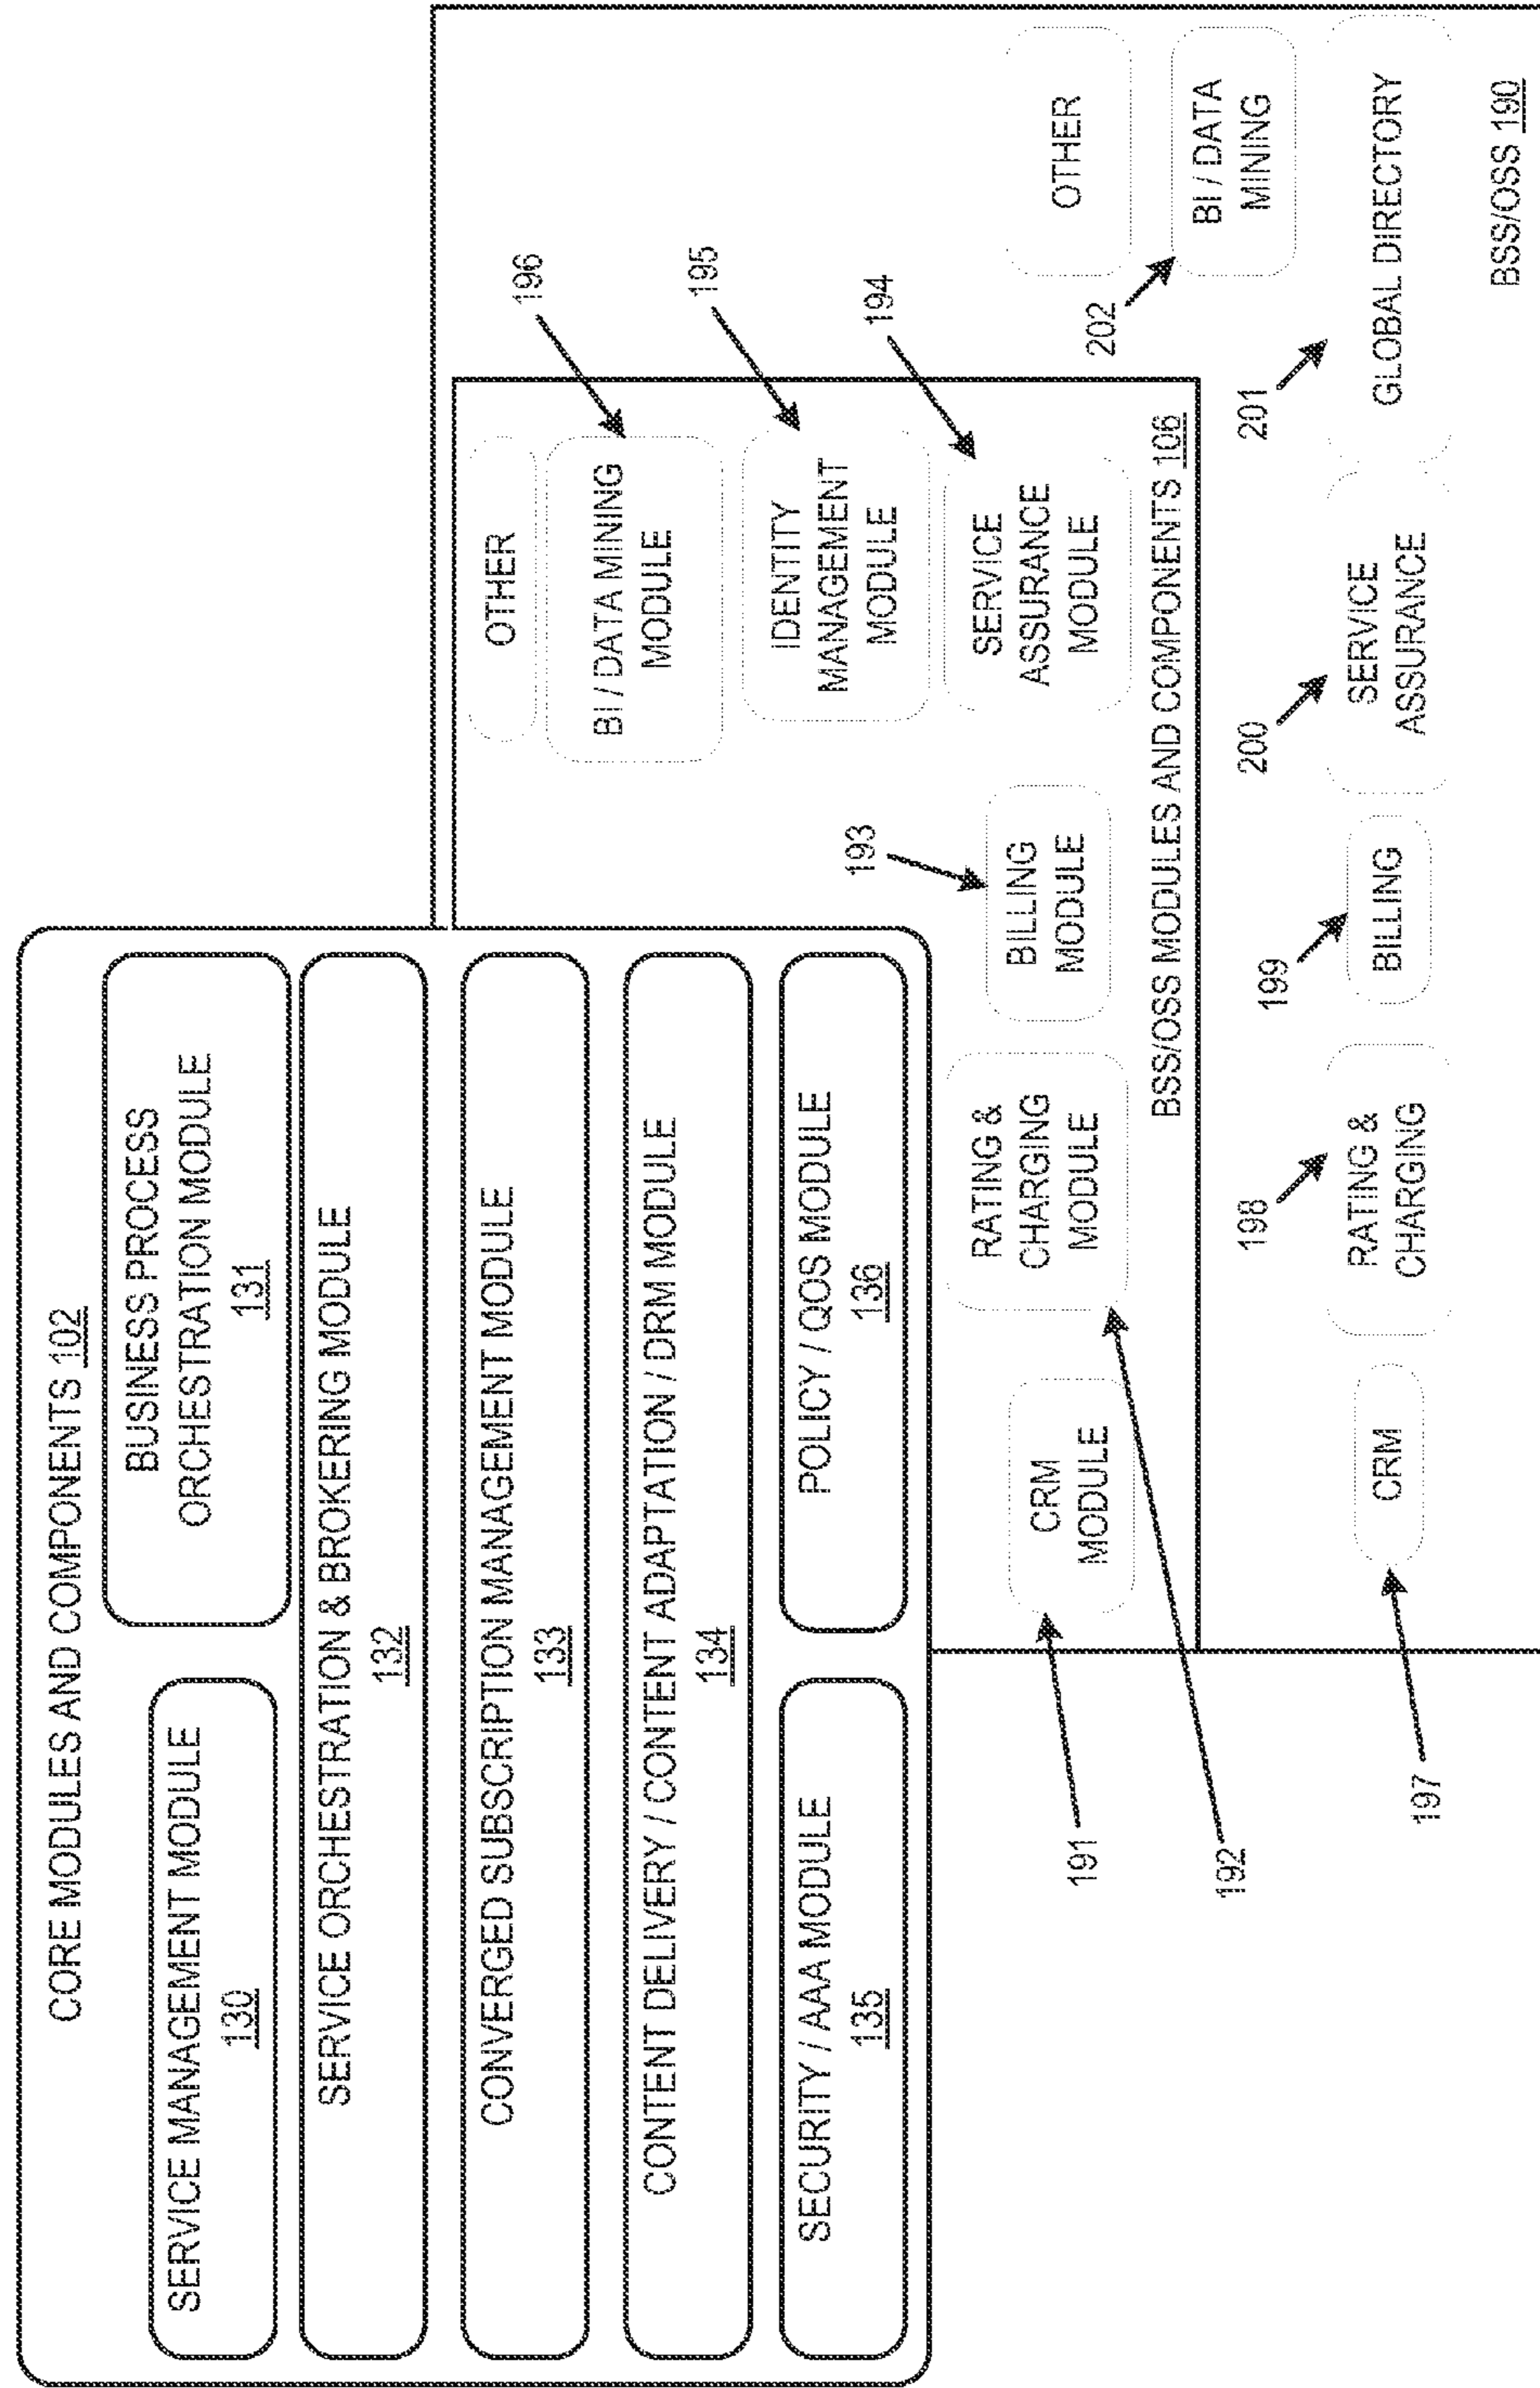 CORE MODULES AND COMPONENTS 102
SERVICE MANAGEMENT MODULE
130
BUSINESS PROCESS
ORCHESTRATION MODULE
131
SERVICE ORCHESTRATION & BROKERING MODULE
132
CONVERGED SUBSCRIPTION MANAGEMENT MODULE
133
CONTENT DELIVERY / CONTENT ADAPTATION / DRM MODULE
134
SECURITY / AAA MODULE
135
POLICY / QOS MODULE
136
OTHER
BI / DATA MINING
MODULE
196
IDENTITY
MANAGEMENT
MODULE
195
SERVICE
ASSURANCE
MODULE
194
BILLING
MODULE
193
RATING &
CHARGING
MODULE
192
CRM
MODULE
191
BSS/OSS MODULES AND COMPONENTS 106
OTHER
BI / DATA
MINING
202
CRM
197
RATING &
CHARGING
198
BILLING
199
SERVICE
ASSURANCE
200
GLOBAL DIRECTORY
201
BSS/OSS 190